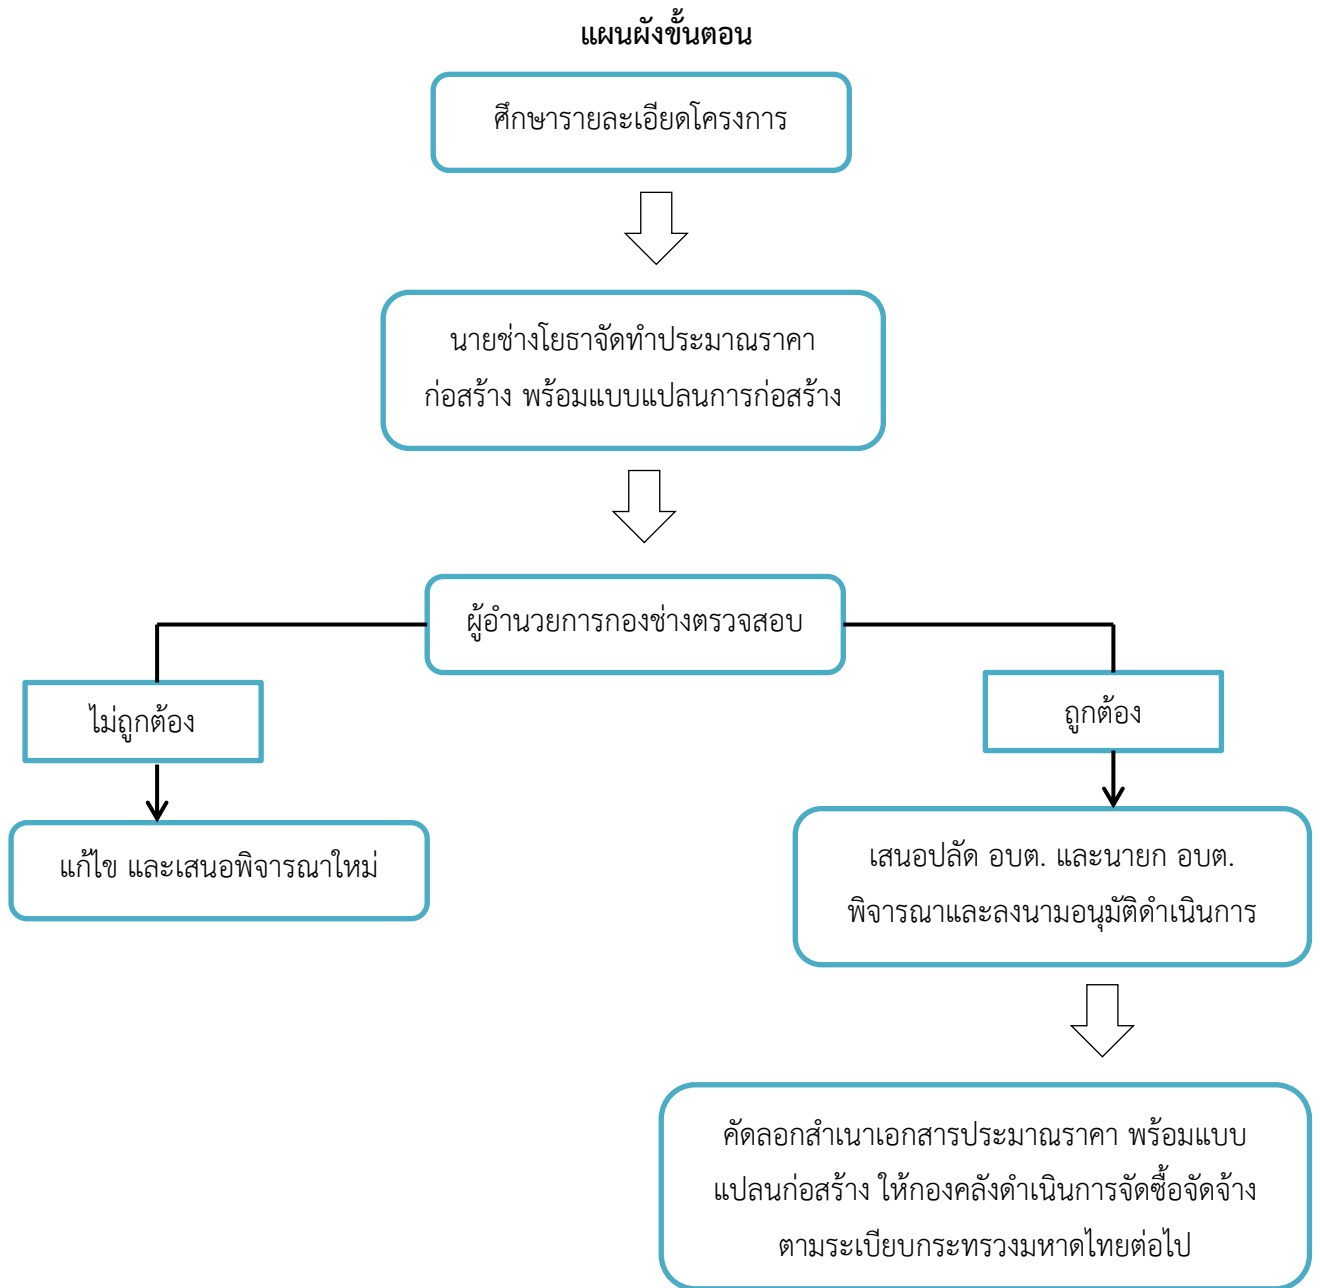 แผนผังขั้นตอน
ศึกษารายละเอียดโครงการ
นายช่างโยธาจัดทำประมาณราคา
ก่อสร้าง พร้อมแบบแปลนการก่อสร้าง
ผู้อำนวยการกองช่างตรวจสอบ
ไม่ถูกต้อง
ถูกต้อง
แก้ไข และเสนอพิจารณาใหม่
เสนอปลัด อบต. และนายก อบต.
พิจารณาและลงนามอนุมัติดำเนินการ
คัดลอกสำเนาเอกสารประมาณราคา พร้อมแบบ
แปลนก่อสร้าง ให้กองคลังดำเนินการจัดซื้อจัดจ้าง
ตามระเบียบกระทรวงมหาดไทยต่อไป